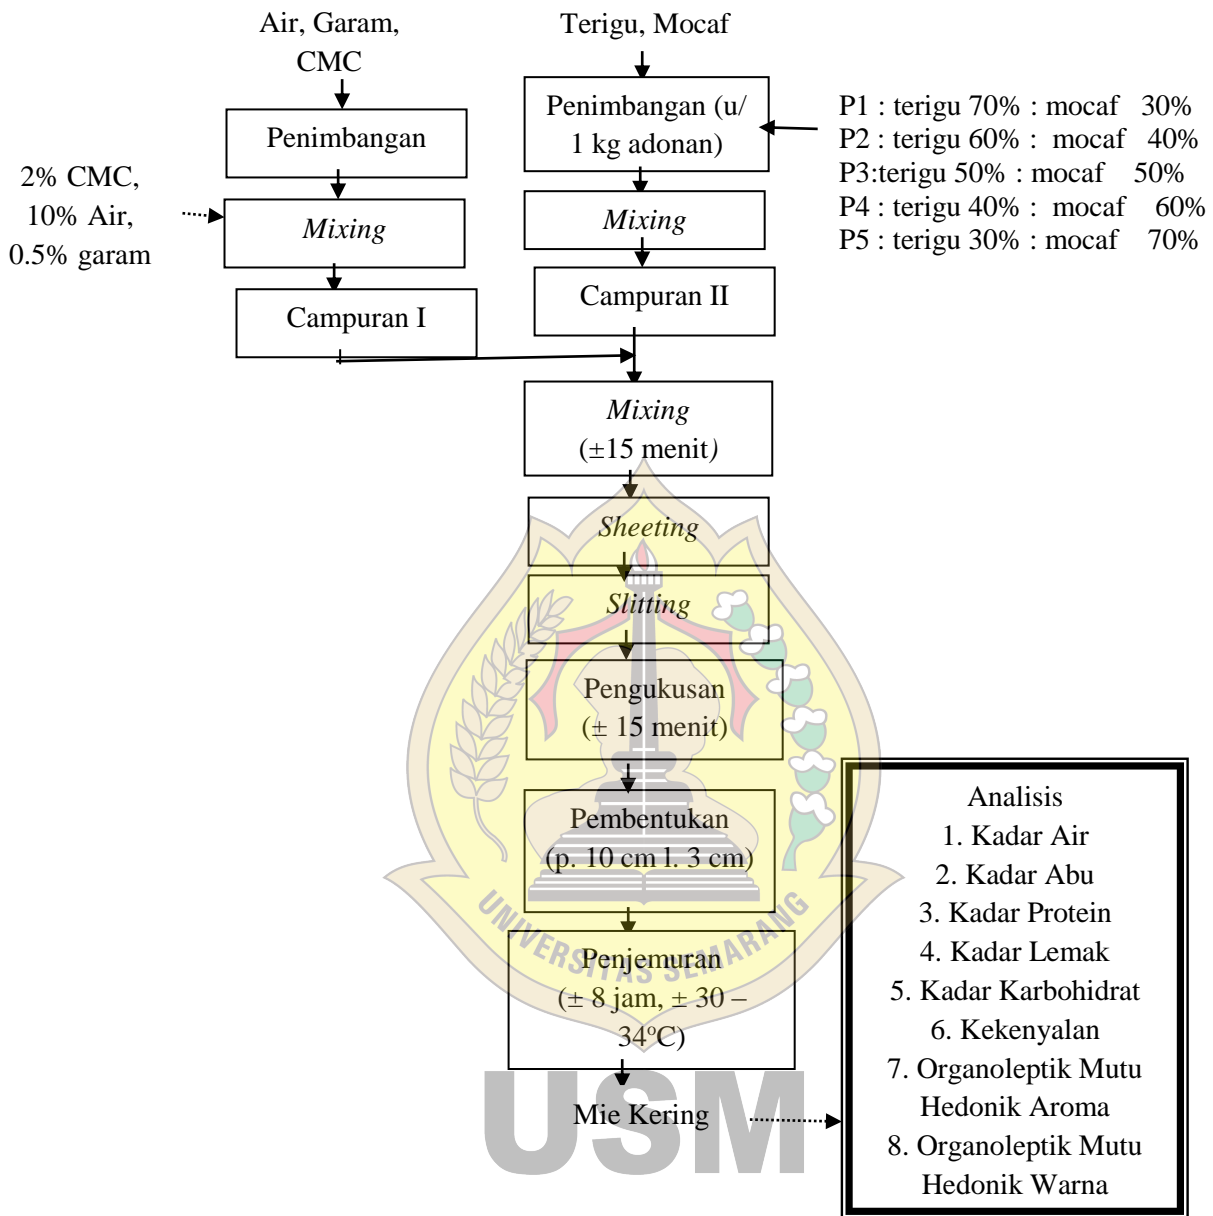 Air, Garam,
CMC
Terigu, Mocaf
Penimbangan
Penimbangan (u/
1 kg adonan)
P1 : terigu 70% : mocaf 30%
P2 : terigu 60% : mocaf 40%
P3:terigu 50% : mocaf 50%
P4 : terigu 40% : mocaf 60%
P5 : terigu 30% : mocaf 70%
2% CMC,
10% Air,
0.5% garam
Mixing
Mixing
Campuran I
Campuran II
Mixing
(±15 menit)
Sheeting
Slitting
Pengukusan
(± 15 menit)
Pembentukan
(p. 10 cm l. 3 cm)
Penjemuran
(± 8 jam, ± 30 –
34ºC)
Mie Kering
UNIVERSITAS SEMARANG
USM
Analisis
1. Kadar Air
2. Kadar Abu
3. Kadar Protein
4. Kadar Lemak
5. Kadar Karbohidrat
6. Kekenyalan
7. Organoleptik Mutu
Hedonik Aroma
8. Organoleptik Mutu
Hedonik Warna